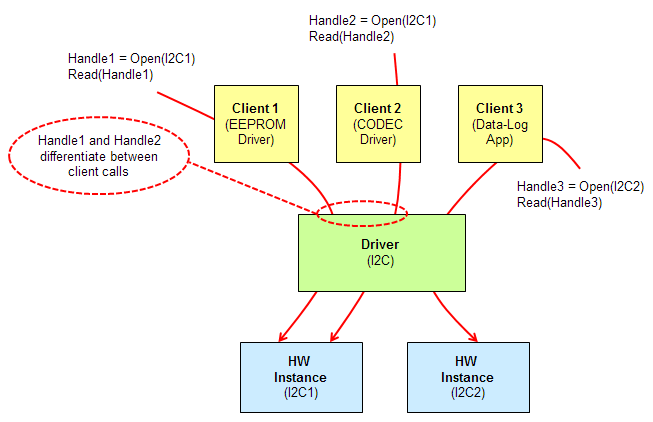 Handle2 = Open(I2C1)
Read(Handle2)
Handle1 = Open(I2C1)
Read(Handle1)
Client 1
(EEPROM
Driver)
Client 2
(CODEC
Driver)
Client 3
(Data-Log
App)
Handle1 and Handle2
differentiate between
client calls
Handle3 = Open(I2C2)
Read(Handle3)
Driver
(I2C)
HW
Instance
(I2C1)
HW
Instance
(I2C2)